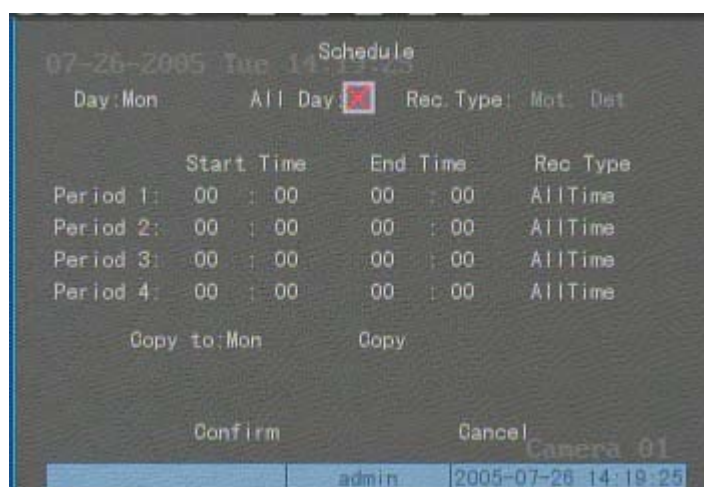 Schedule
07-26-2005 Tue 14:19:25
Day:Mon All Day: Rec. Type: Mot. Det
Start Time End Time Rec Type
Period 1: 00 : 00 00 : 00 AllTime
Period 2: 00 : 00 00 : 00 AllTime
Period 3: 00 : 00 00 : 00 AllTime
Period 4: 00 : 00 00 : 00 AllTime
Copy to:Mon Copy
Confirm Cancel
Camera 01
admin 2005-07-26 14:19:25